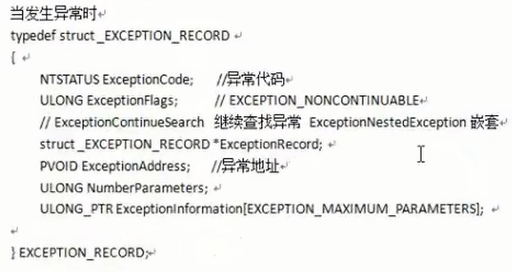 当发生异常时
typedef struct _EXCEPTION_RECORD
{
NTSTATUS ExceptionCode; //异常代码
ULONG ExceptionFlags; // EXCEPTION_NONCONTINUABLE
// ExceptionContinueSearch 继续查找异常 ExceptionNestedException 嵌套
struct _EXCEPTION_RECORD *ExceptionRecord;
PVOID ExceptionAddress; //异常地址
ULONG NumberParameters;
ULONG_PTR ExceptionInformation[EXCEPTION_MAXIMUM_PARAMETERS];
} EXCEPTION_RECORD;